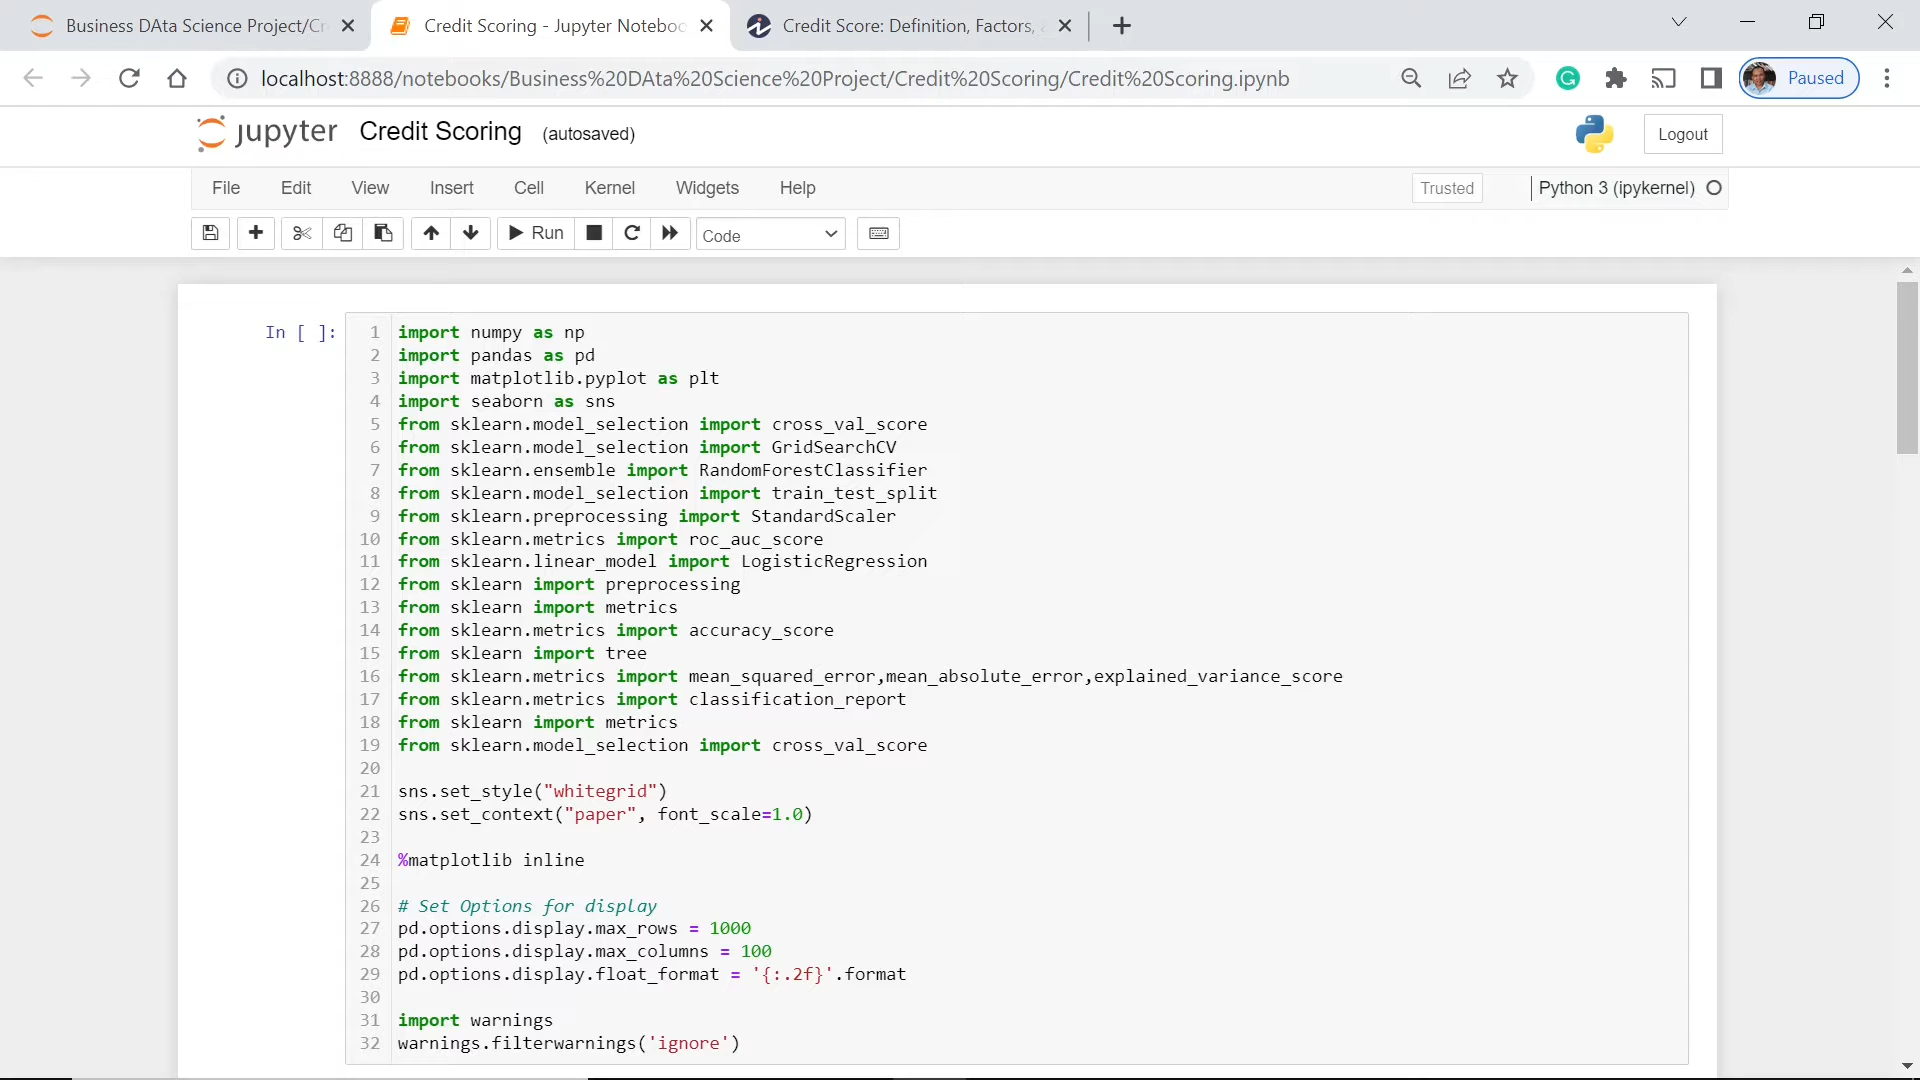 Business DAta Science Project/Cr
Credit Scoring - Jupyter Noteboo
Credit Score: Definition, Factors,
localhost:8888/notebooks/Business%20DAta%20Science%20Project/Credit%20Scoring/Credit%20Scoring.ipynb
Paused
jupyter Credit Scoring (autosaved)
Logout
File Edit View Insert Cell Kernel Widgets Help
Trusted
Python 3 (ipykernel)
Run
Code
In [ ]:
1 import numpy as np
2 import pandas as pd
3 import matplotlib.pyplot as plt
4 import seaborn as sns
5 from sklearn.model_selection import cross_val_score
6 from sklearn.model_selection import GridSearchCV
7 from sklearn.ensemble import RandomForestClassifier
8 from sklearn.model_selection import train_test_split
9 from sklearn.preprocessing import StandardScaler
10 from sklearn.metrics import roc_auc_score
11 from sklearn.linear_model import LogisticRegression
12 from sklearn import preprocessing
13 from sklearn import metrics
14 from sklearn.metrics import accuracy_score
15 from sklearn import tree
16 from sklearn.metrics import mean_squared_error,mean_absolute_error,explained_variance_score
17 from sklearn.metrics import classification_report
18 from sklearn import metrics
19 from sklearn.model_selection import cross_val_score
20
21 sns.set_style("whitegrid")
22 sns.set_context("paper", font_scale=1.0)
23
24 %matplotlib inline
25
26 # Set Options for display
27 pd.options.display.max_rows = 1000
28 pd.options.display.max_columns = 100
29 pd.options.display.float_format = '{:.2f}'.format
30
31 import warnings
32 warnings.filterwarnings('ignore')